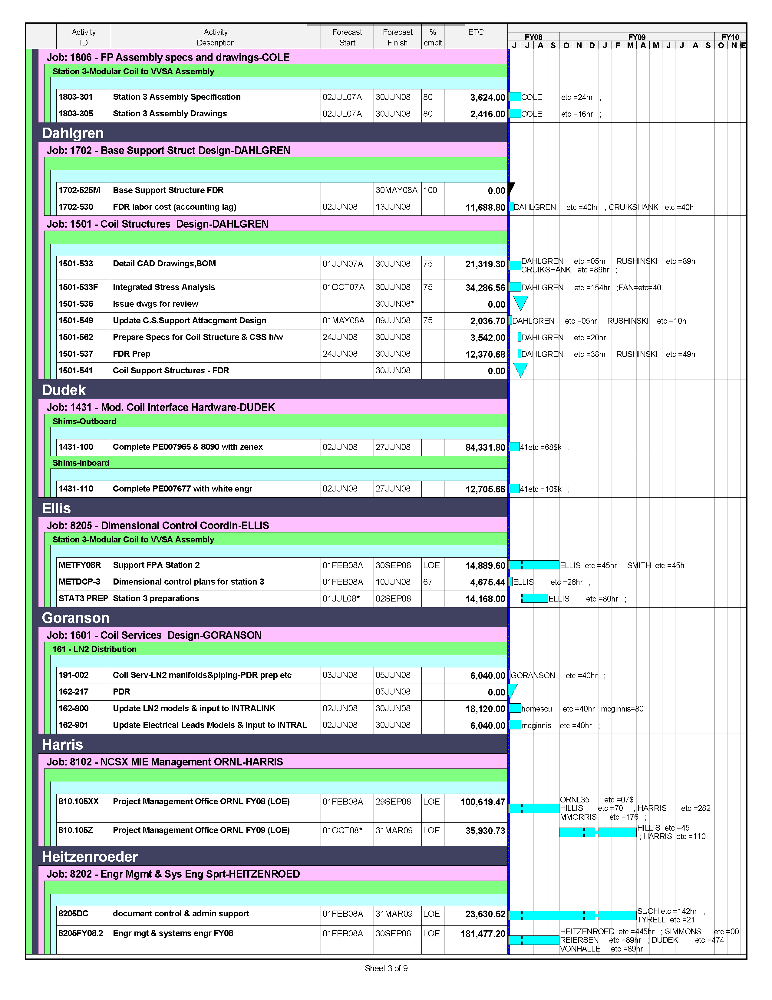 Activity ID Activity Description Forecast Start Forecast Finish % cmplt ETC FY08 FY09 FY10
J J A S O N D J F M A M J J A S O N E
Job: 1806 - FP Assembly specs and drawings-COLE
Station 3-Modular Coil to VVSA Assembly
1803-301 Station 3 Assembly Specification 02JUL07A 30JUN08 80 3,624.00 COLE etc =24hr ;
1803-305 Station 3 Assembly Drawings 02JUL07A 30JUN08 80 2,416.00 COLE etc =16hr ;
Dahlgren
Job: 1702 - Base Support Struct Design-DAHLGREN
1702-525M Base Support Structure FDR 30MAY08A 100 0.00
1702-530 FDR labor cost (accounting lag) 02JUN08 13JUN08 11,688.80 DAHLGREN etc =40hr ; CRUIKSHANK etc =40h
Job: 1501 - Coil Structures Design-DAHLGREN
1501-533 Detail CAD Drawings,BOM 01JUN07A 30JUN08 75 21,319.30 DAHLGREN etc =05hr ; RUSHINSKI etc =89h
CRUIKSHANK etc =89hr ;
1501-533F Integrated Stress Analysis 01OCT07A 30JUN08 75 34,286.56 DAHLGREN etc =154hr ;FAN=etc=40
1501-536 Issue dwgs for review 30JUN08* 0.00
1501-549 Update C.S.Support Attacgment Design 01MAY08A 09JUN08 75 2,036.70 DAHLGREN etc =05hr ; RUSHINSKI etc =10h
1501-562 Prepare Specs for Coil Structure & CSS h/w 24JUN08 30JUN08 3,542.00 DAHLGREN etc =20hr ;
1501-537 FDR Prep 24JUN08 30JUN08 12,370.68 DAHLGREN etc =38hr ; RUSHINSKI etc =49h
1501-541 Coil Support Structures - FDR 30JUN08 0.00
Dudek
Job: 1431 - Mod. Coil Interface Hardware-DUDEK
Shims-Outboard
1431-100 Complete PE007965 & 8090 with zenex 02JUN08 27JUN08 84,331.80 41etc =68$k ;
Shims-Inboard
1431-110 Complete PE007677 with white engr 02JUN08 27JUN08 12,705.66 41etc =10$k ;
Ellis
Job: 8205 - Dimensional Control Coordin-ELLIS
Station 3-Modular Coil to VVSA Assembly
METFY08R Support FPA Station 2 01FEB08A 30SEP08 LOE 14,889.60 ELLIS etc =45hr ; SMITH etc =45h
METDCP-3 Dimensional control plans for station 3 01FEB08A 10JUN08 67 4,675.44 ELLIS etc =26hr ;
STAT3 PREP Station 3 preparations 01JUL08* 02SEP08 14,168.00 ELLIS etc =80hr ;
Goranson
Job: 1601 - Coil Services Design-GORANSON
161 - LN2 Distribution
191-002 Coil Serv-LN2 manifolds&piping-PDR prep etc 03JUN08 05JUN08 6,040.00 GORANSON etc =40hr ;
162-217 PDR 05JUN08 0.00
162-900 Update LN2 models & input to INTRALINK 02JUN08 30JUN08 18,120.00 homescu etc =40hr mcginnis=80
162-901 Update Electrical Leads Models & input to INTRAL 02JUN08 30JUN08 6,040.00 mcginnis etc =40hr ;
Harris
Job: 8102 - NCSX MIE Management ORNL-HARRIS
810.105XX Project Management Office ORNL FY08 (LOE) 01FEB08A 29SEP08 LOE 100,619.47 ORNL35 etc =07$ ;
HILLIS etc =70 ; HARRIS etc =282
MMORRIS etc =176 ;
810.105Z Project Management Office ORNL FY09 (LOE) 01OCT08* 31MAR09 LOE 35,930.73 HILLIS etc =45
; HARRIS etc =110
Heitzenroeder
Job: 8202 - Engr Mgmt & Sys Eng Sprt-HEITZENROED
8205DC document control & admin support 01FEB08A 31MAR09 LOE 23,630.52 SUCH etc =142hr ;
TYRELL etc =21
8205FY08.2 Engr mgt & systems engr FY08 01FEB08A 30SEP08 LOE 181,477.20 HEITZENROED etc =445hr ; SIMMONS etc =00
REIERSEN etc =89hr ; DUDEK etc =474
VONHALLE etc =89hr ;
Sheet 3 of 9